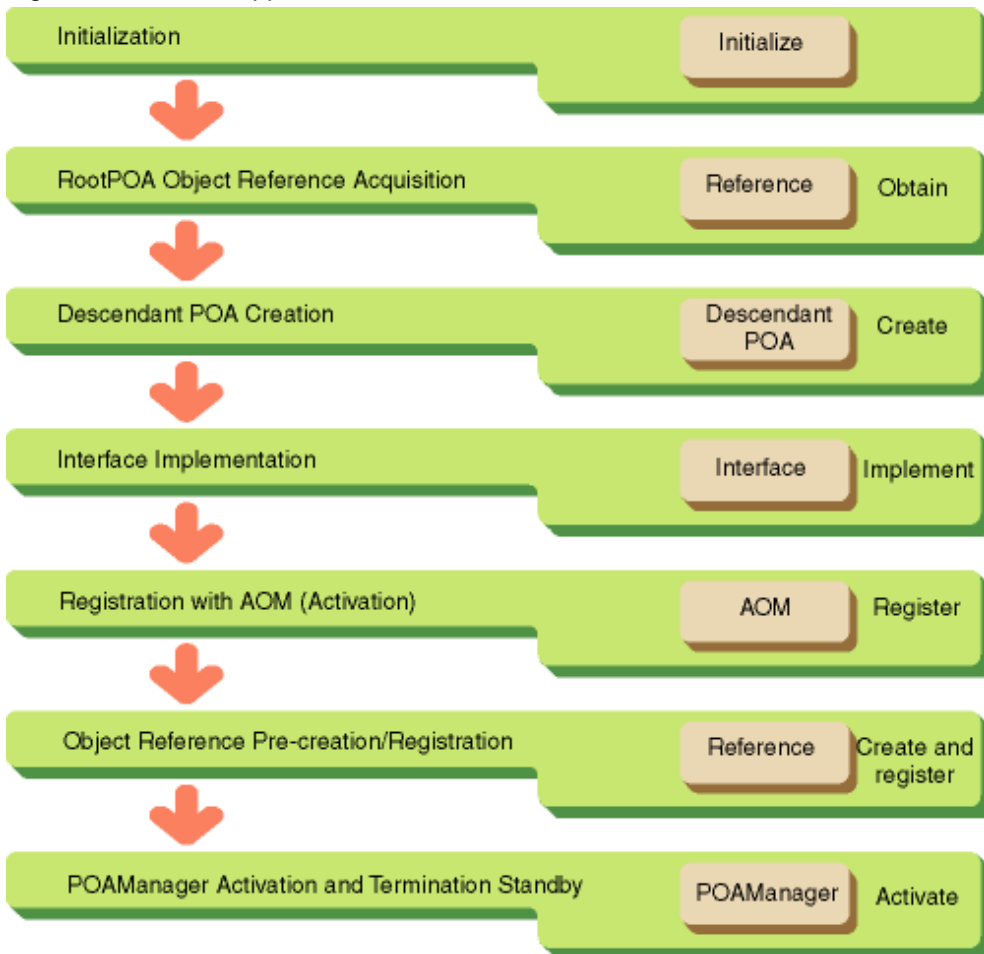 Initialization
Initialize
RootPOA Object Reference Acquisition
Reference
Obtain
Descendant POA Creation
Descendant
POA
Create
Interface Implementation
Interface
Implement
Registration with AOM (Activation)
AOM
Register
Object Reference Pre-creation/Registration
Reference
Create and
register
POAManager Activation and Termination Standby
POAManager
Activate